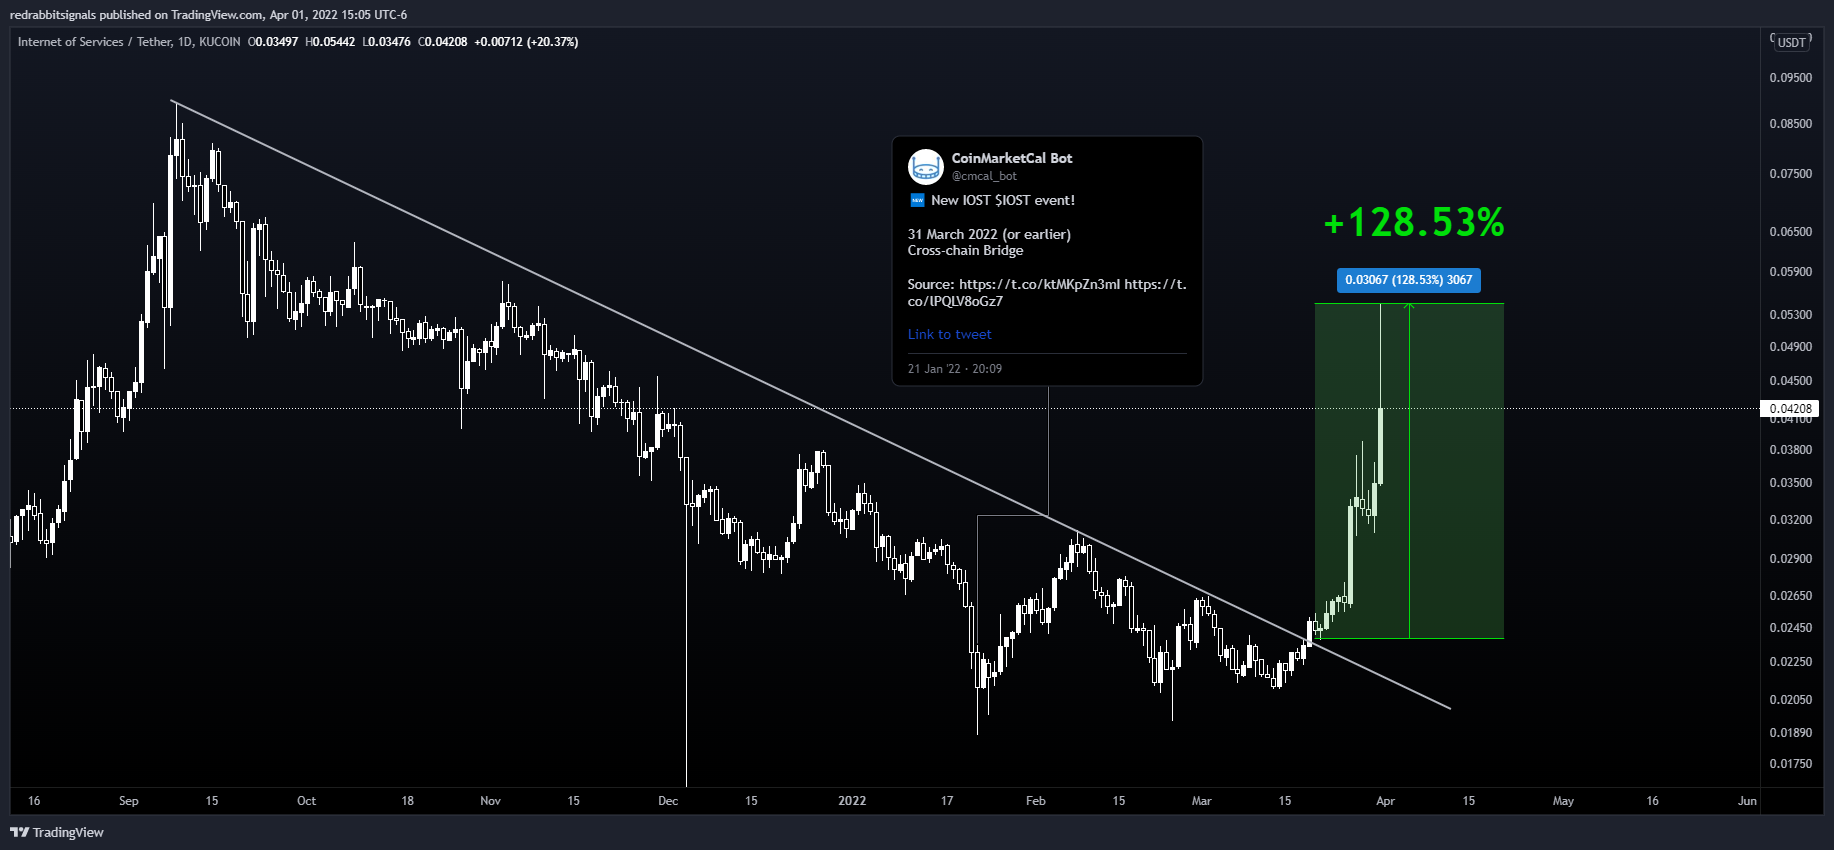 redrabbitsignals published on TradingView.com, Apr 01, 2022 15:05 UTC-6
Internet of Services / Tether, 1D, KUCOIN O0.03497 H0.05442 L0.03476 C0.04208 +0.00712 (+20.37%)
USDT
0.09500
0.08500
0.07500
0.06500
0.05900
0.05300
0.04900
0.04500
0.04208
0.04100
0.03800
0.03500
0.03200
0.02900
0.02650
0.02450
0.02250
0.02050
0.01890
0.01750
CoinMarketCal Bot
@cmcal_bot
NEW New IOST $IOST event!
31 March 2022 (or earlier)
Cross-chain Bridge
Source: https://t.co/ktMKpZn3mI https://t.
co/lPQLV8oGz7
Link to tweet
21 Jan '22 · 20:09
+128.53%
0.03067 (128.53%) 3067
16 Sep 15 Oct 18 Nov 15 Dec 15 2022 17 Feb 15 Mar 15 Apr 15 May 16 Jun
TradingView